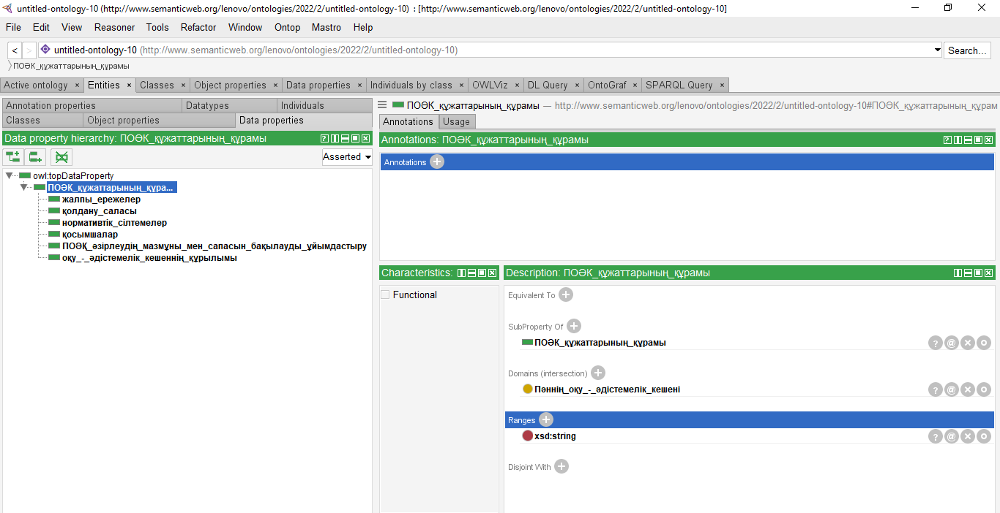 untitled-ontology-10 (http://www.semanticweb.org/lenovo/ontologies/2022/2/untitled-ontology-10) : [http://www.semanticweb.org/lenovo/ontologies/2022/2/untitled-ontology-10]
File Edit View Reasoner Tools Refactor Window Ontop Mastro Help
< > untitled-ontology-10 (http://www.semanticweb.org/lenovo/ontologies/2022/2/untitled-ontology-10) Search...
ПОӘК_құжаттарының_құрамы
Active ontology × Entities × Classes × Object properties × Data properties × Individuals by class × OWLViz × DL Query × OntoGraf × SPARQL Query ×
Annotation properties Datatypes Individuals
Classes Object properties Data properties
Data property hierarchy: ПОӘК_құжаттарының_құрамы
Asserted
owl:topDataProperty
ПОӘК_құжаттарының_құра...
жалпы_ережелер
қолдану_саласы
нормативтік_сілтемелер
қосымшалар
ПОӘҚ_әзірлеудің_мазмұны_мен_сапасын_бақылауды_ұйымдастыру
оқу_-_әдістемелік_кешеннің_құрылымы
ПОӘК_құжаттарының_құрамы — http://www.semanticweb.org/lenovo/ontologies/2022/2/untitled-ontology-10#ПОӘК_құжаттарының_құрам
Annotations Usage
Annotations: ПОӘК_құжаттарының_құрамы
Annotations
Characteristics:
Functional
Description: ПОӘК_құжаттарының_құрамы
Equivalent To
SubProperty Of
ПОӘК_құжаттарының_құрамы
Domains (intersection)
Пәннің_оқу_-_әдістемелік_кешені
Ranges
xsd:string
Disjoint With